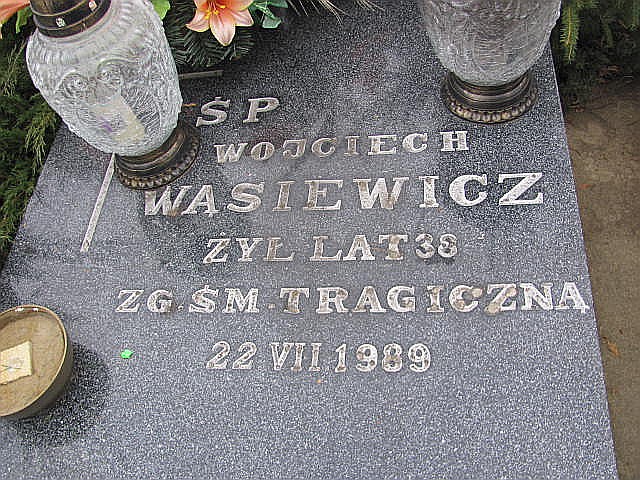 ŚP
WOJCIECH
WASIEWICZ
ŻYŁ LAT 38
ZG. ŚM. TRAGICZNĄ
22 VII 1989